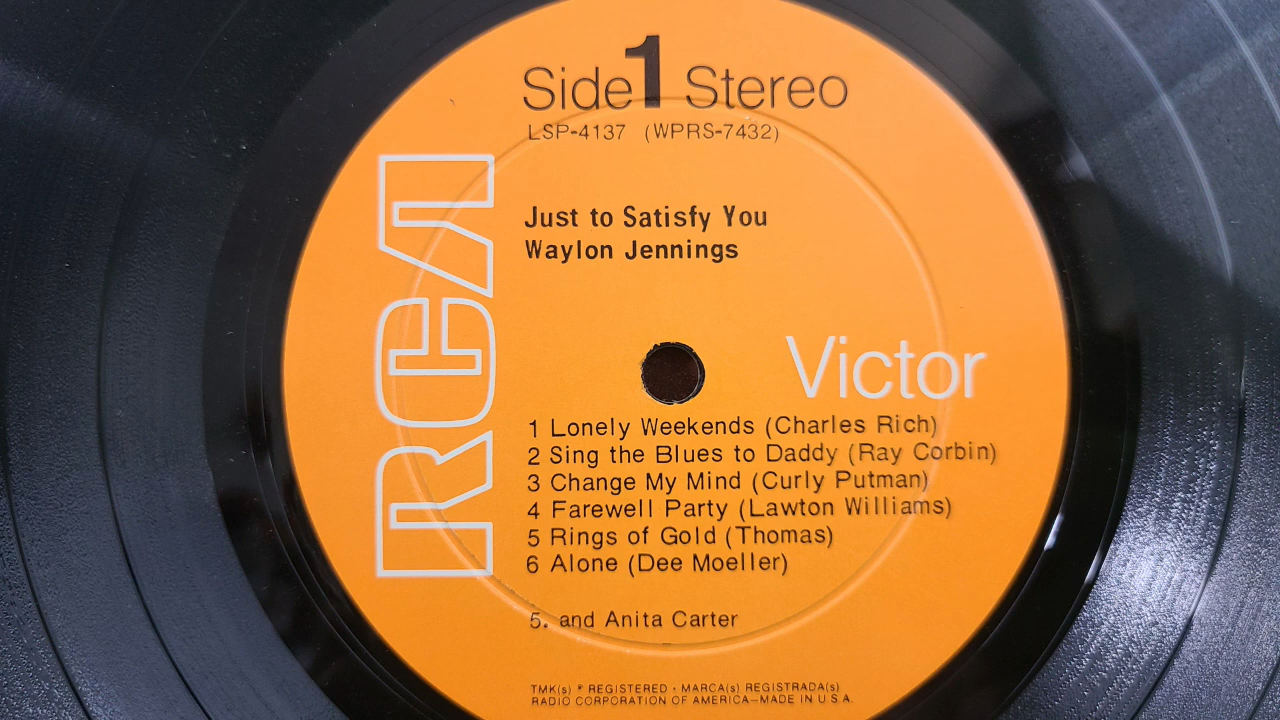 Side 1 Stereo
LSP-4137 (WPRS-7432)
RCA
Just to Satisfy You
Waylon Jennings
Victor
1 Lonely Weekends (Charles Rich)
2 Sing the Blues to Daddy (Ray Corbin)
3 Change My Mind (Curly Putman)
4 Farewell Party (Lawton Williams)
5 Rings of Gold (Thomas)
6 Alone (Dee Moeller)
5. and Anita Carter
TMK(s) ® REGISTERED • MARCA(s) REGISTRADA(s)
RADIO CORPORATION OF AMERICA—MADE IN U.S.A.